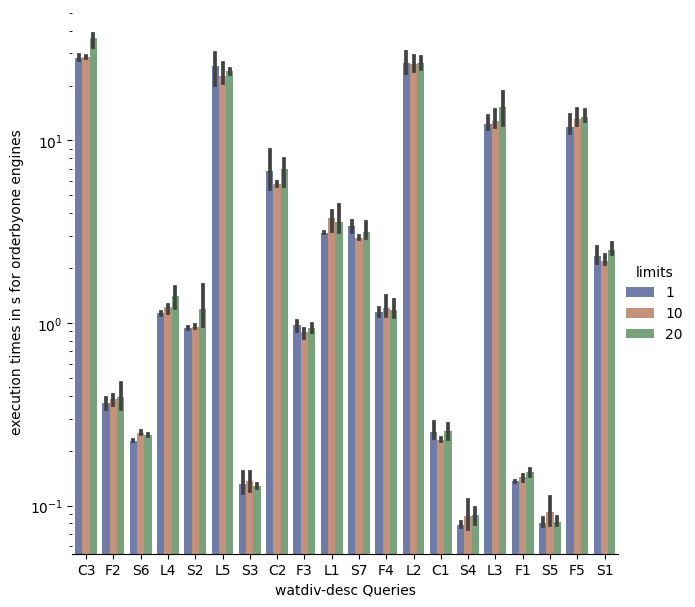 execution times in s for orderbyone engines
10¹
10⁰
10⁻¹
C3 F2 S6 L4 S2 L5 S3 C2 F3 L1 S7 F4 L2 C1 S4 L3 F1 S5 F5 S1
watdiv-desc Queries
limits
1
10
20